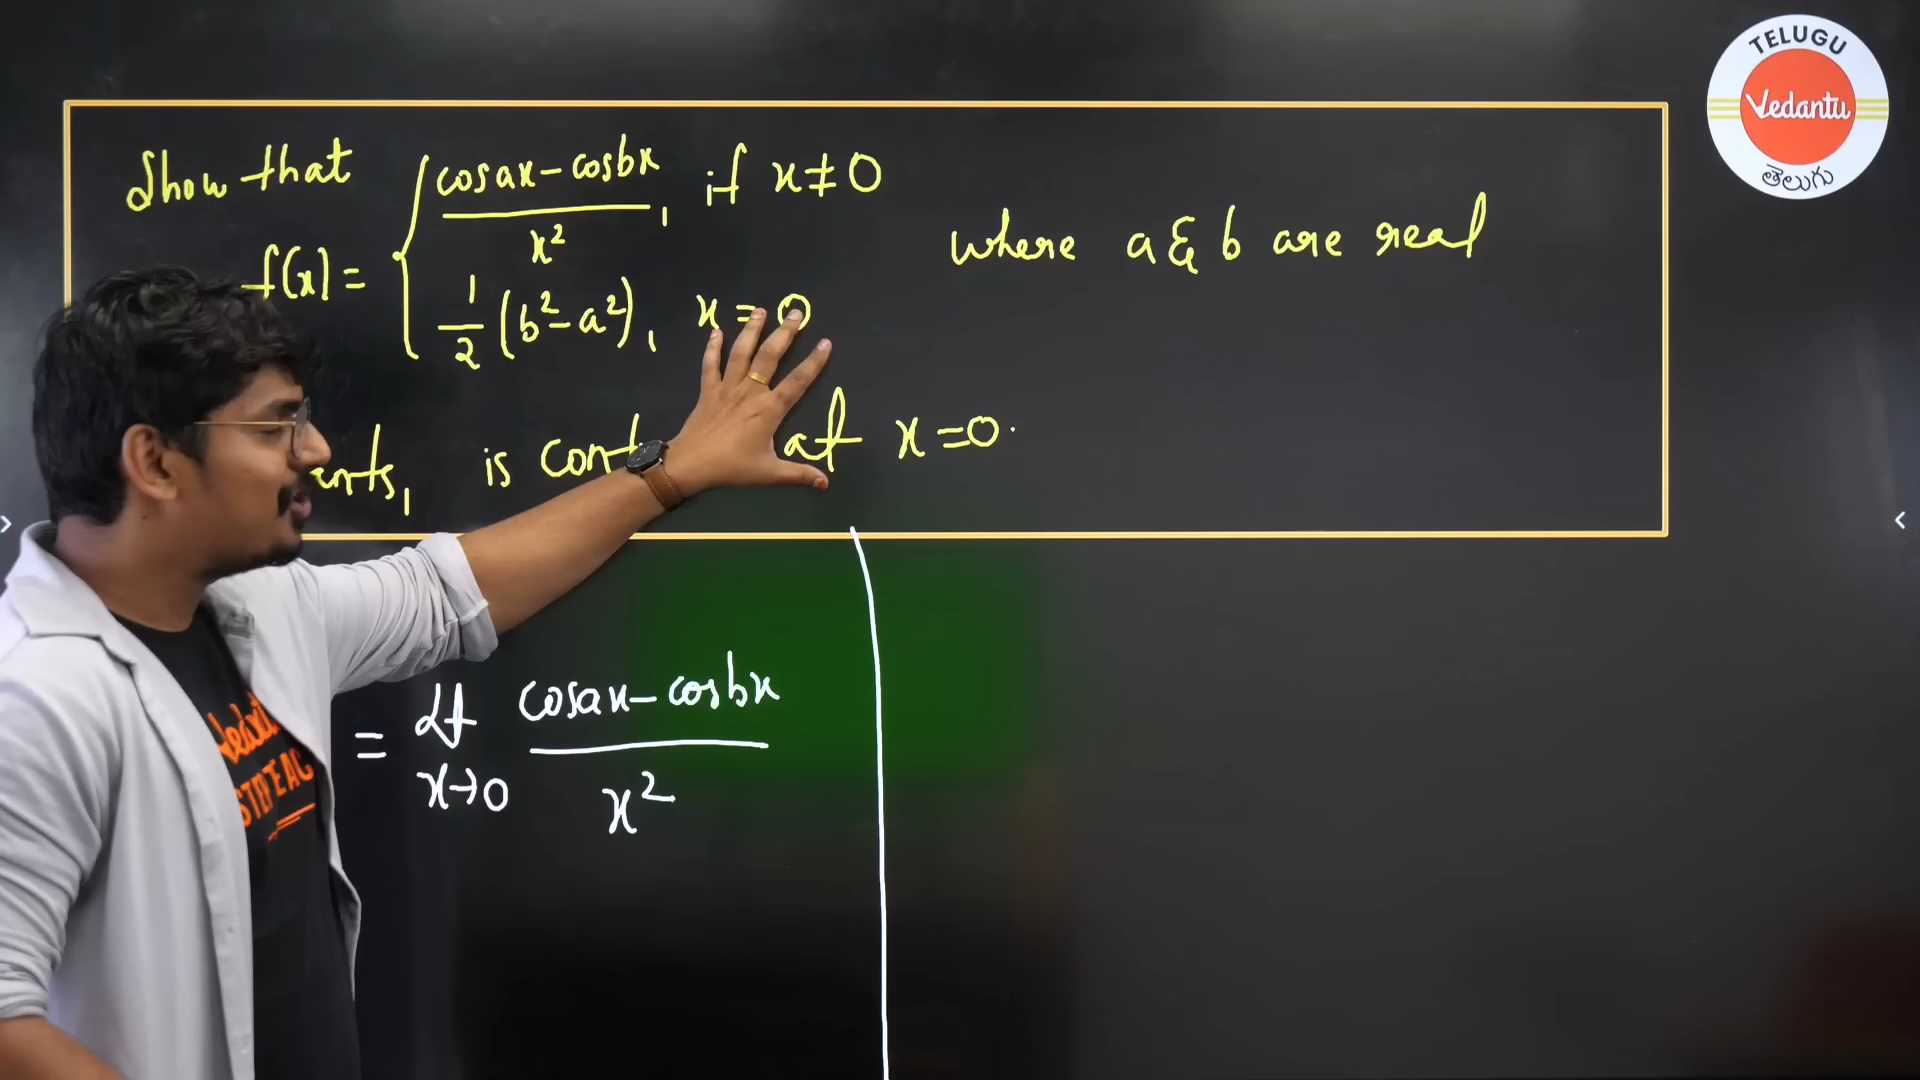 TELUGU
Vedantu
తెలుగు
Show that
f(x) = { cosax - cosbx / x², if x ≠ 0
1/2 (b² - a²), x = 0
where a & b are real
is at x = 0.
= Lt x→0 cosax - cosbx / x²